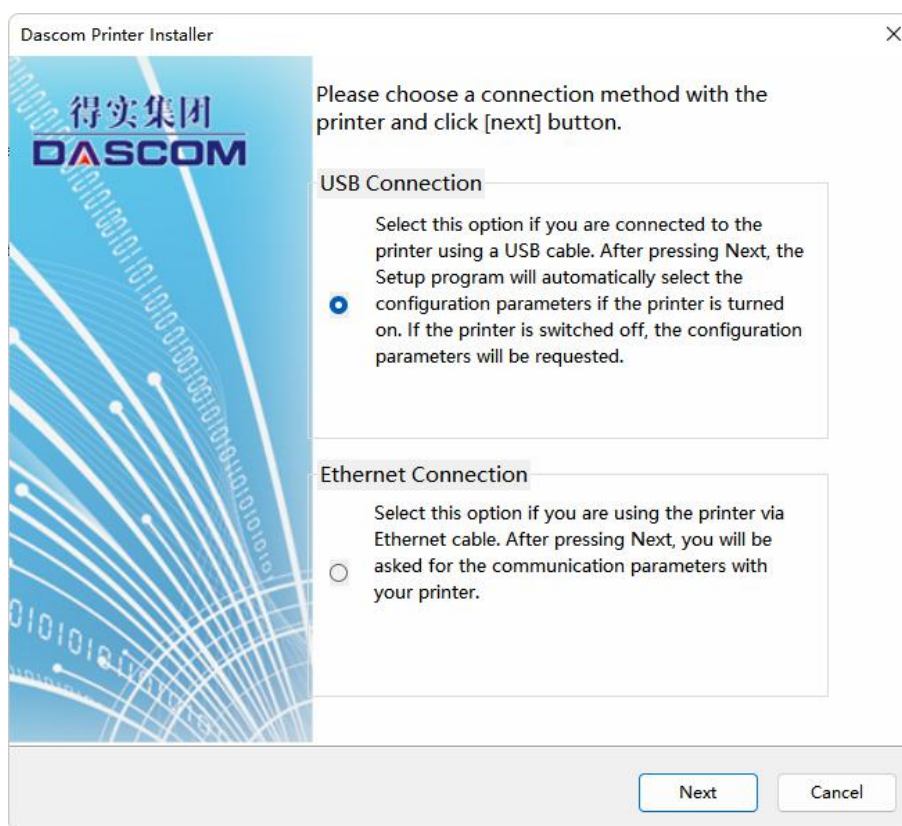 Dascom Printer Installer
得实集团
DASCOM
Please choose a connection method with the
printer and click [next] button.
USB Connection
Select this option if you are connected to the
printer using a USB cable. After pressing Next, the
Setup program will automatically select the
configuration parameters if the printer is turned
on. If the printer is switched off, the configuration
parameters will be requested.
Ethernet Connection
Select this option if you are using the printer via
Ethernet cable. After pressing Next, you will be
asked for the communication parameters with
your printer.
Next
Cancel